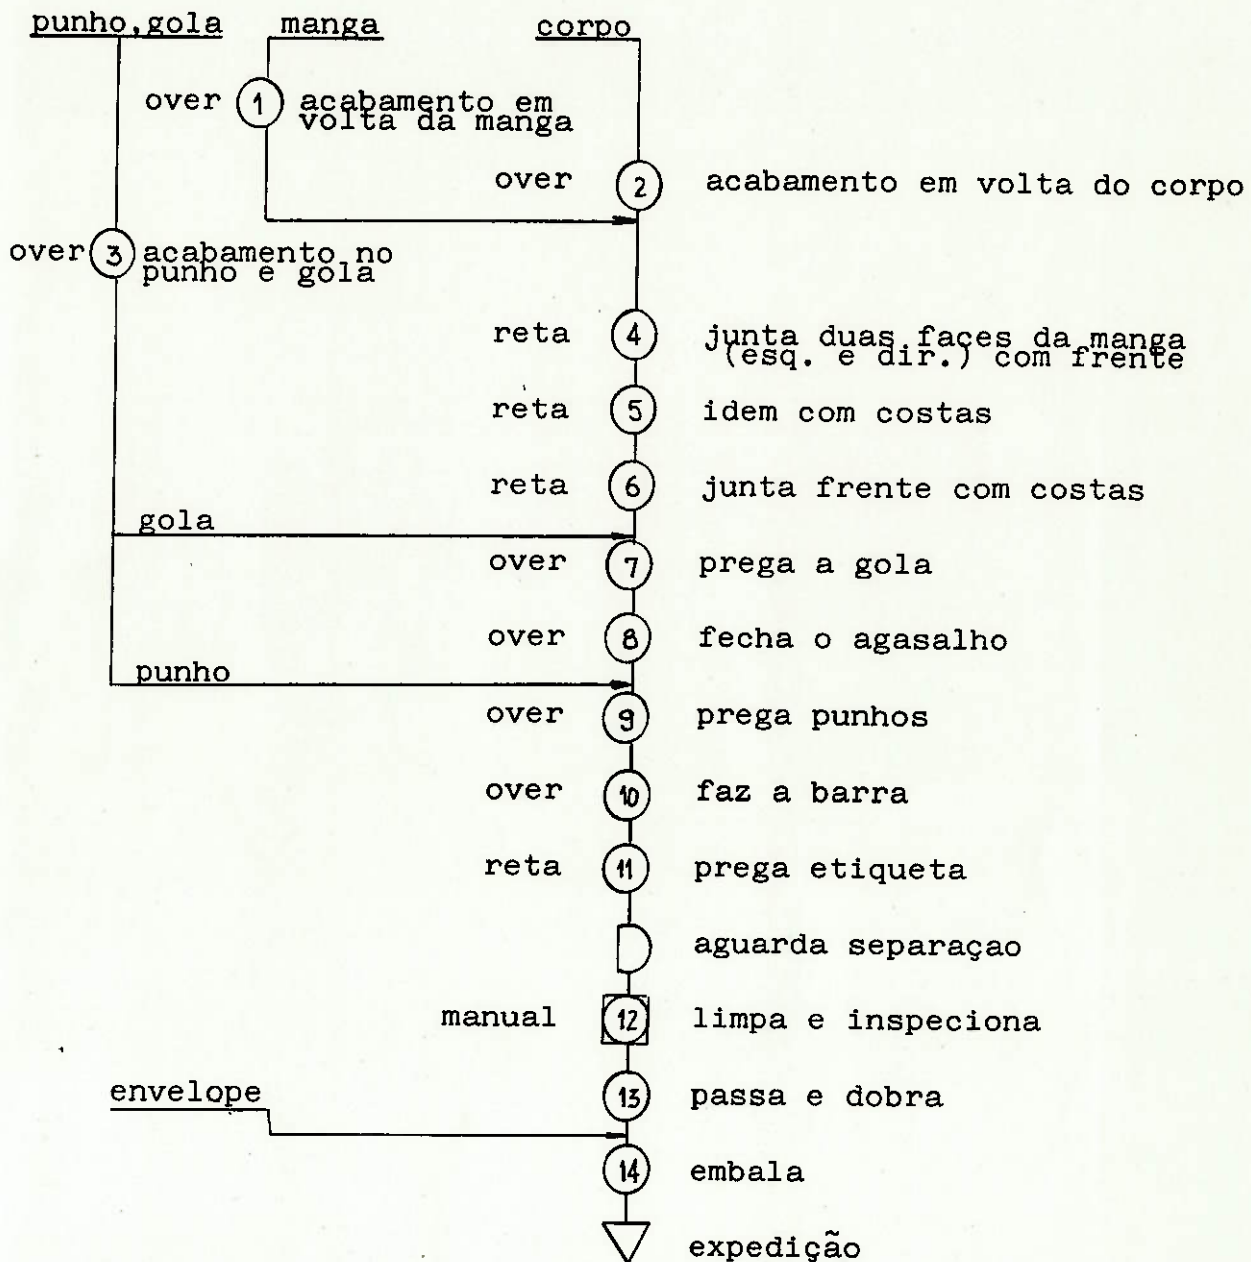 punho,gola
manga
corpo
over 1 acabamento em
volta da manga
over 2 acabamento em volta do corpo
over 3 acabamento no
punho e gola
reta 4 junta duas faces da manga
(esq. e dir.) com frente
reta 5 idem com costas
reta 6 junta frente com costas
gola
over 7 prega a gola
over 8 fecha o agasalho
punho
over 9 prega punhos
over 10 faz a barra
reta 11 prega etiqueta
aguarda separaçao
manual 12 limpa e inspeciona
envelope
13 passa e dobra
14 embala
expedição